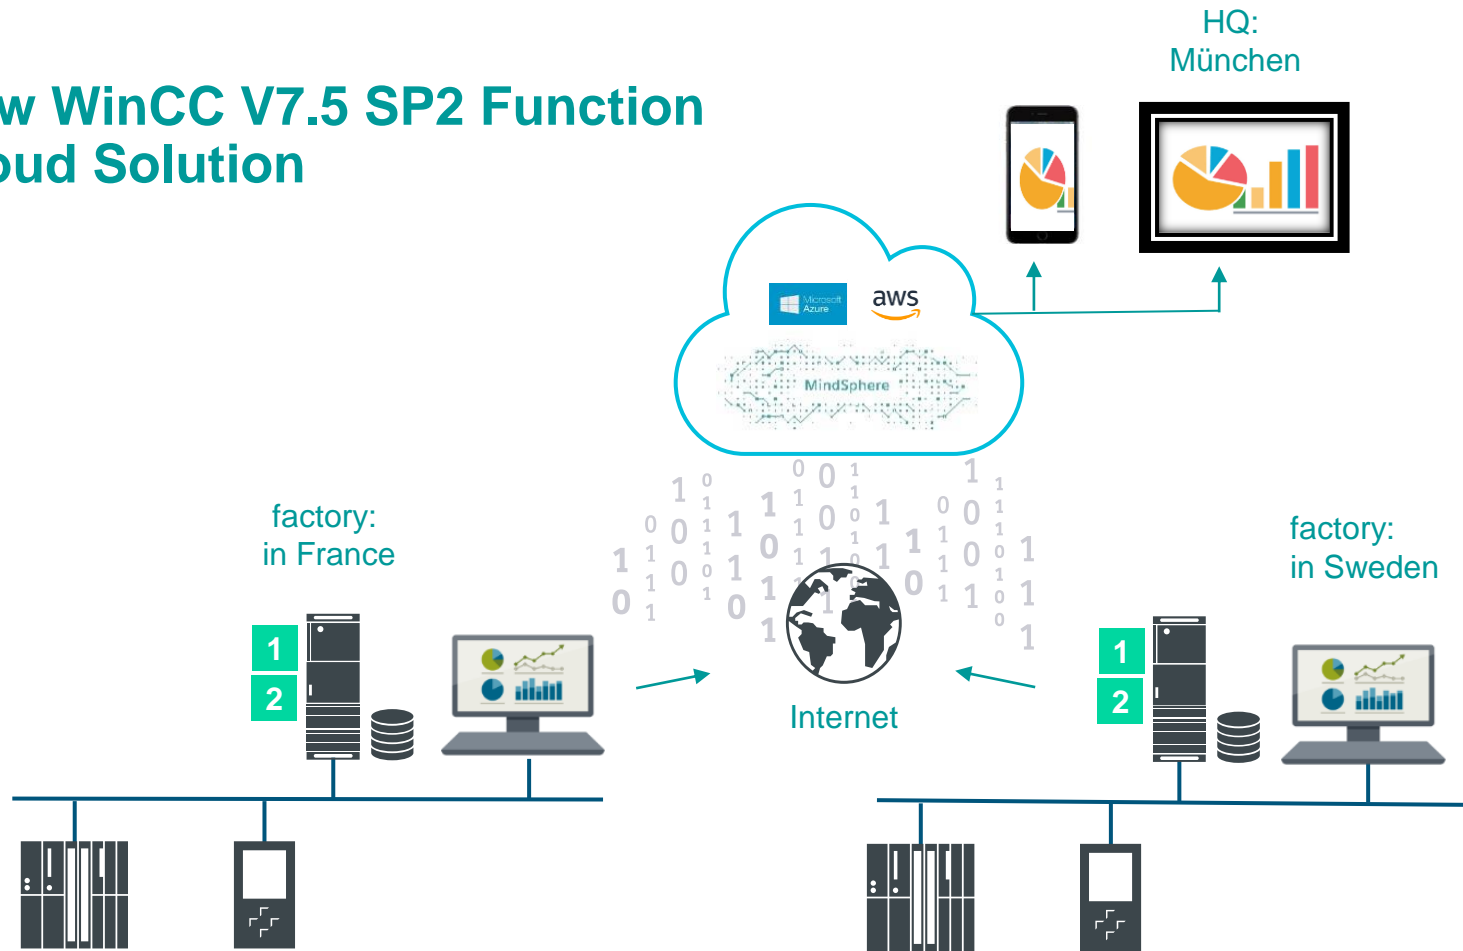 w WinCC V7.5 SP2 Function
oud Solution
HQ:
München
Microsoft
Azure
aws
MindSphere
factory:
in France
1
2
Internet
factory:
in Sweden
1
2